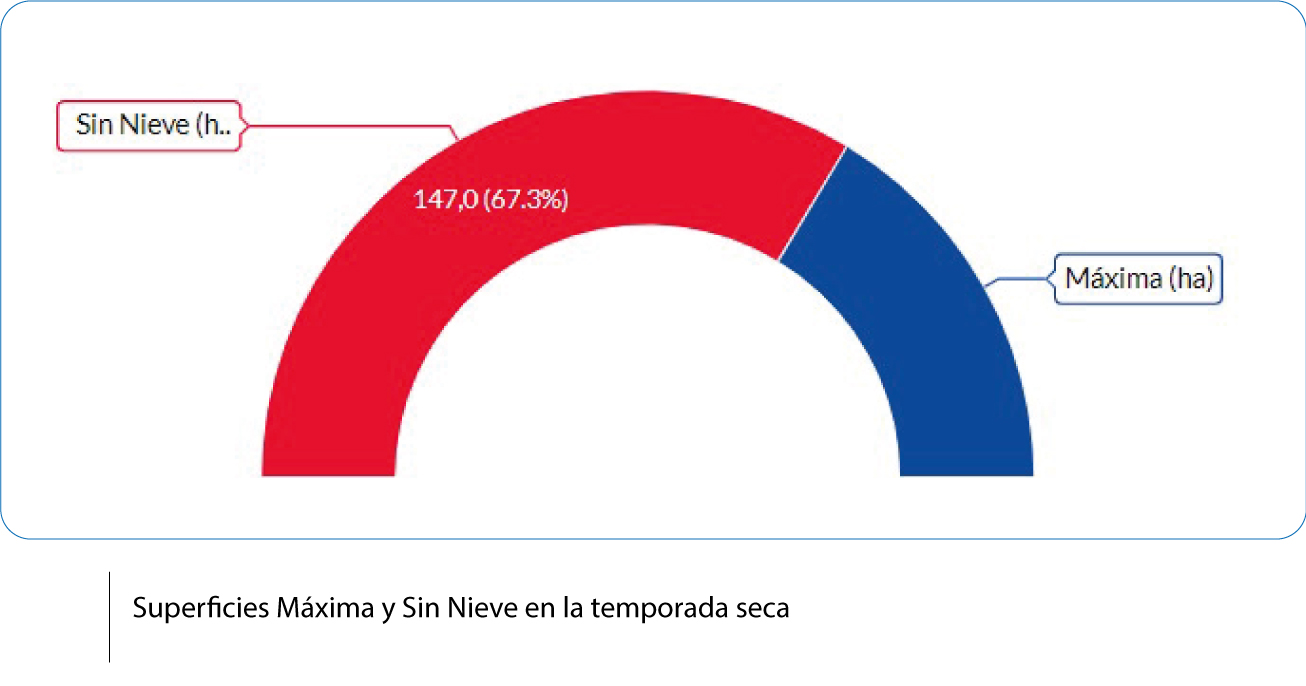 Sin Nieve (h..
147,0 (67.3%)
Máxima (ha)
Superficies Máxima y Sin Nieve en la temporada seca